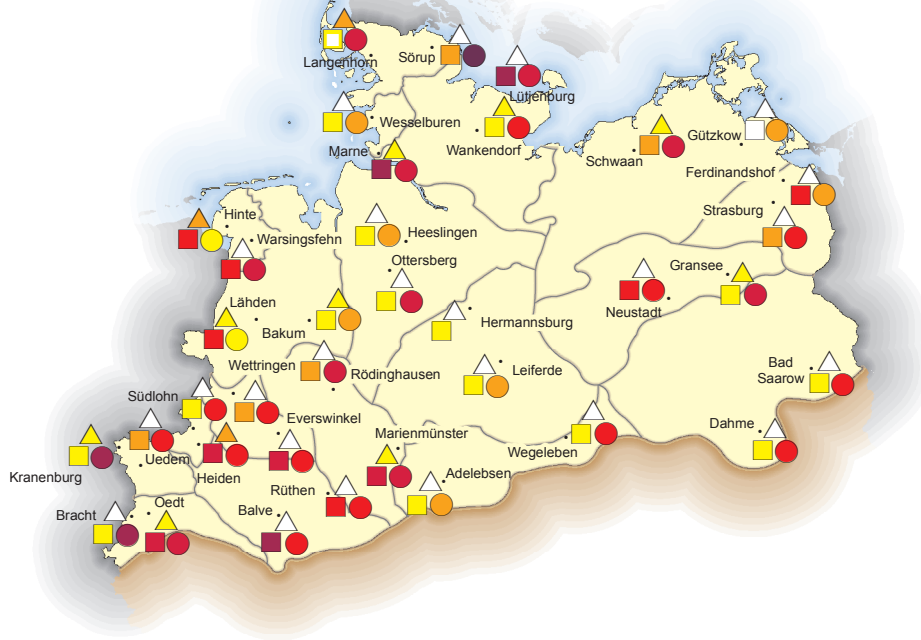 Langenhorn
Sörup
Lütjenburg
Wesselburen
Wankendorf
Gützkow
Marne
Schwaan
Ferdinandshof
Strasburg
Hinte
Heeslingen
Warsingsfehn
Ottersberg
Gransee
Lähden
Neustadt
Bakum
Hermannsburg
Wettringen
Rödinghausen
Leiferde
Bad
Saarow
Südlohn
Everswinkel
Dahme
Marienmünster
Wegeleben
Uedem
Kranenburg
Heiden
Adelebsen
Rüthen
Oedt
Bracht
Balve